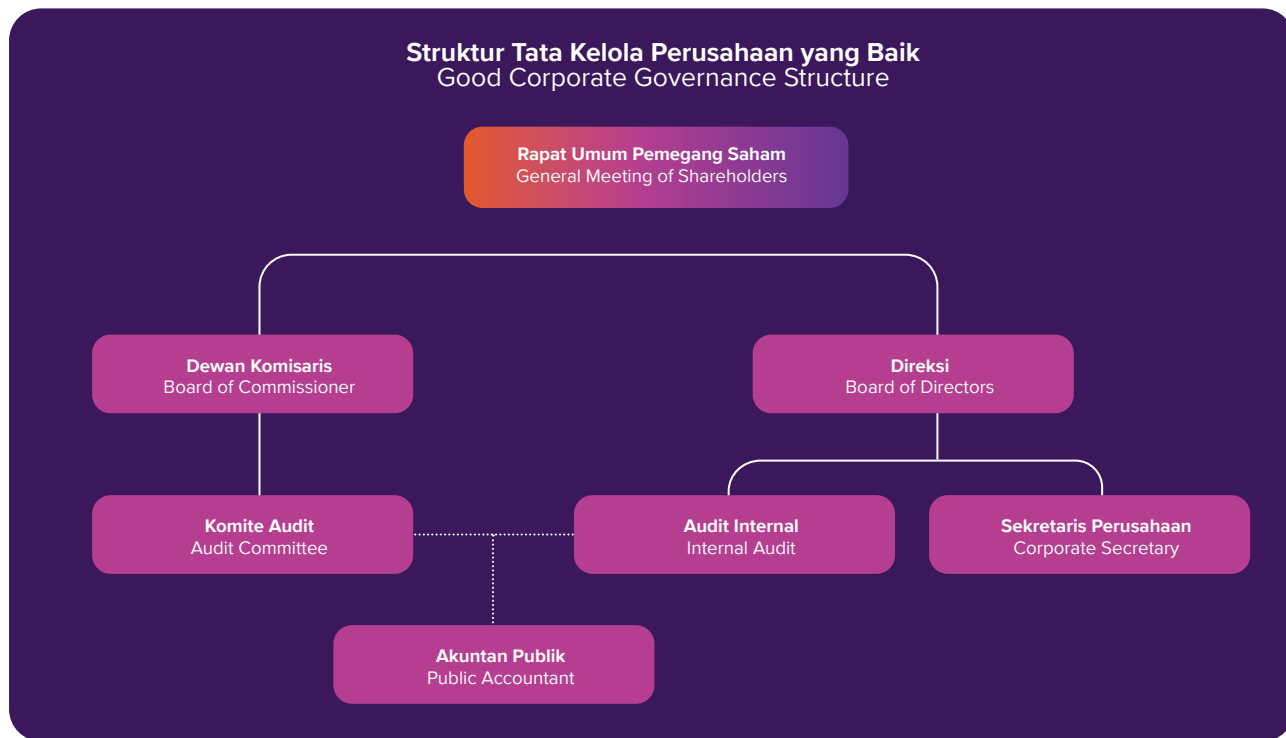 Struktur Tata Kelola Perusahaan yang Baik
Good Corporate Governance Structure
Rapat Umum Pemegang Saham
General Meeting of Shareholders
Dewan Komisaris
Board of Commissioner
Direksi
Board of Directors
Komite Audit
Audit Committee
Audit Internal
Internal Audit
Sekretaris Perusahaan
Corporate Secretary
Akuntan Publik
Public Accountant